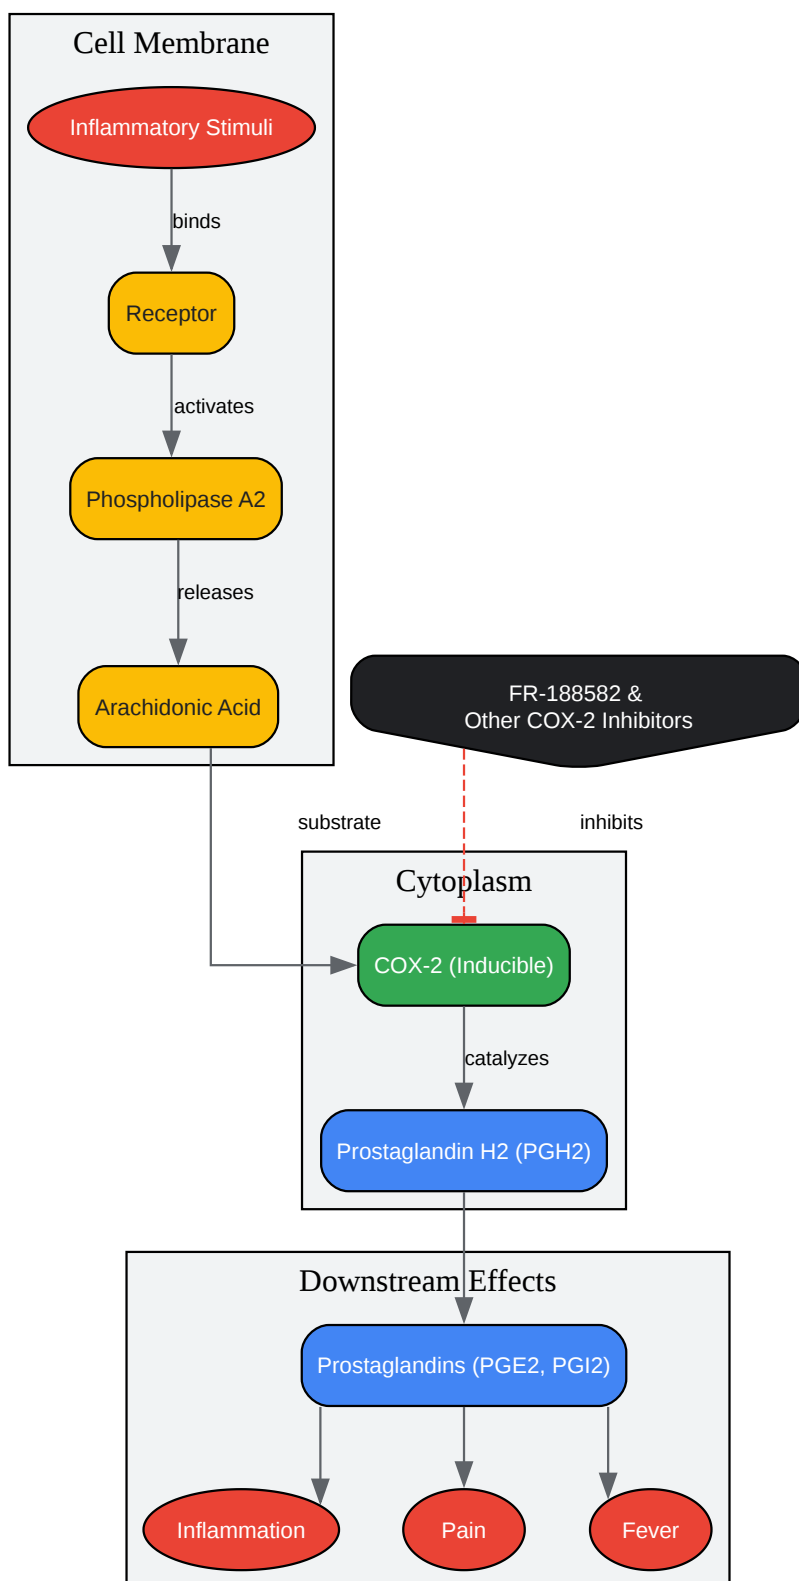 Cell Membrane
Inflammatory Stimuli
binds
Receptor
activates
Phospholipase A2
releases
Arachidonic Acid
FR-188582 &
Other COX-2 Inhibitors
substrate
inhibits
Cytoplasm
COX-2 (Inducible)
catalyzes
Prostaglandin H2 (PGH2)
Downstream Effects
Prostaglandins (PGE2, PGI2)
Inflammation
Pain
Fever